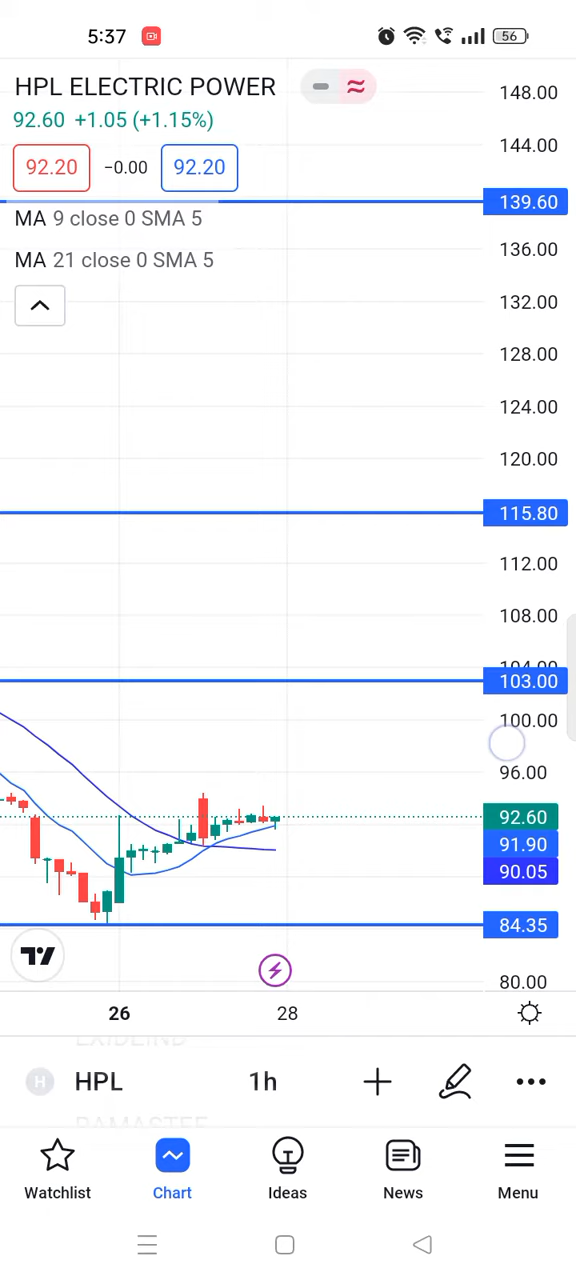 5:37
56
HPL ELECTRIC POWER
92.60 +1.05 (+1.15%)
92.20 −0.00 92.20
MA 9 close 0 SMA 5
MA 21 close 0 SMA 5
148.00
144.00
139.60
136.00
132.00
128.00
124.00
120.00
115.80
112.00
108.00
104.00
103.00
100.00
96.00
92.60
91.90
90.05
84.35
80.00
26 28
EXIDEIND
H HPL 1h
Watchlist Chart Ideas News Menu